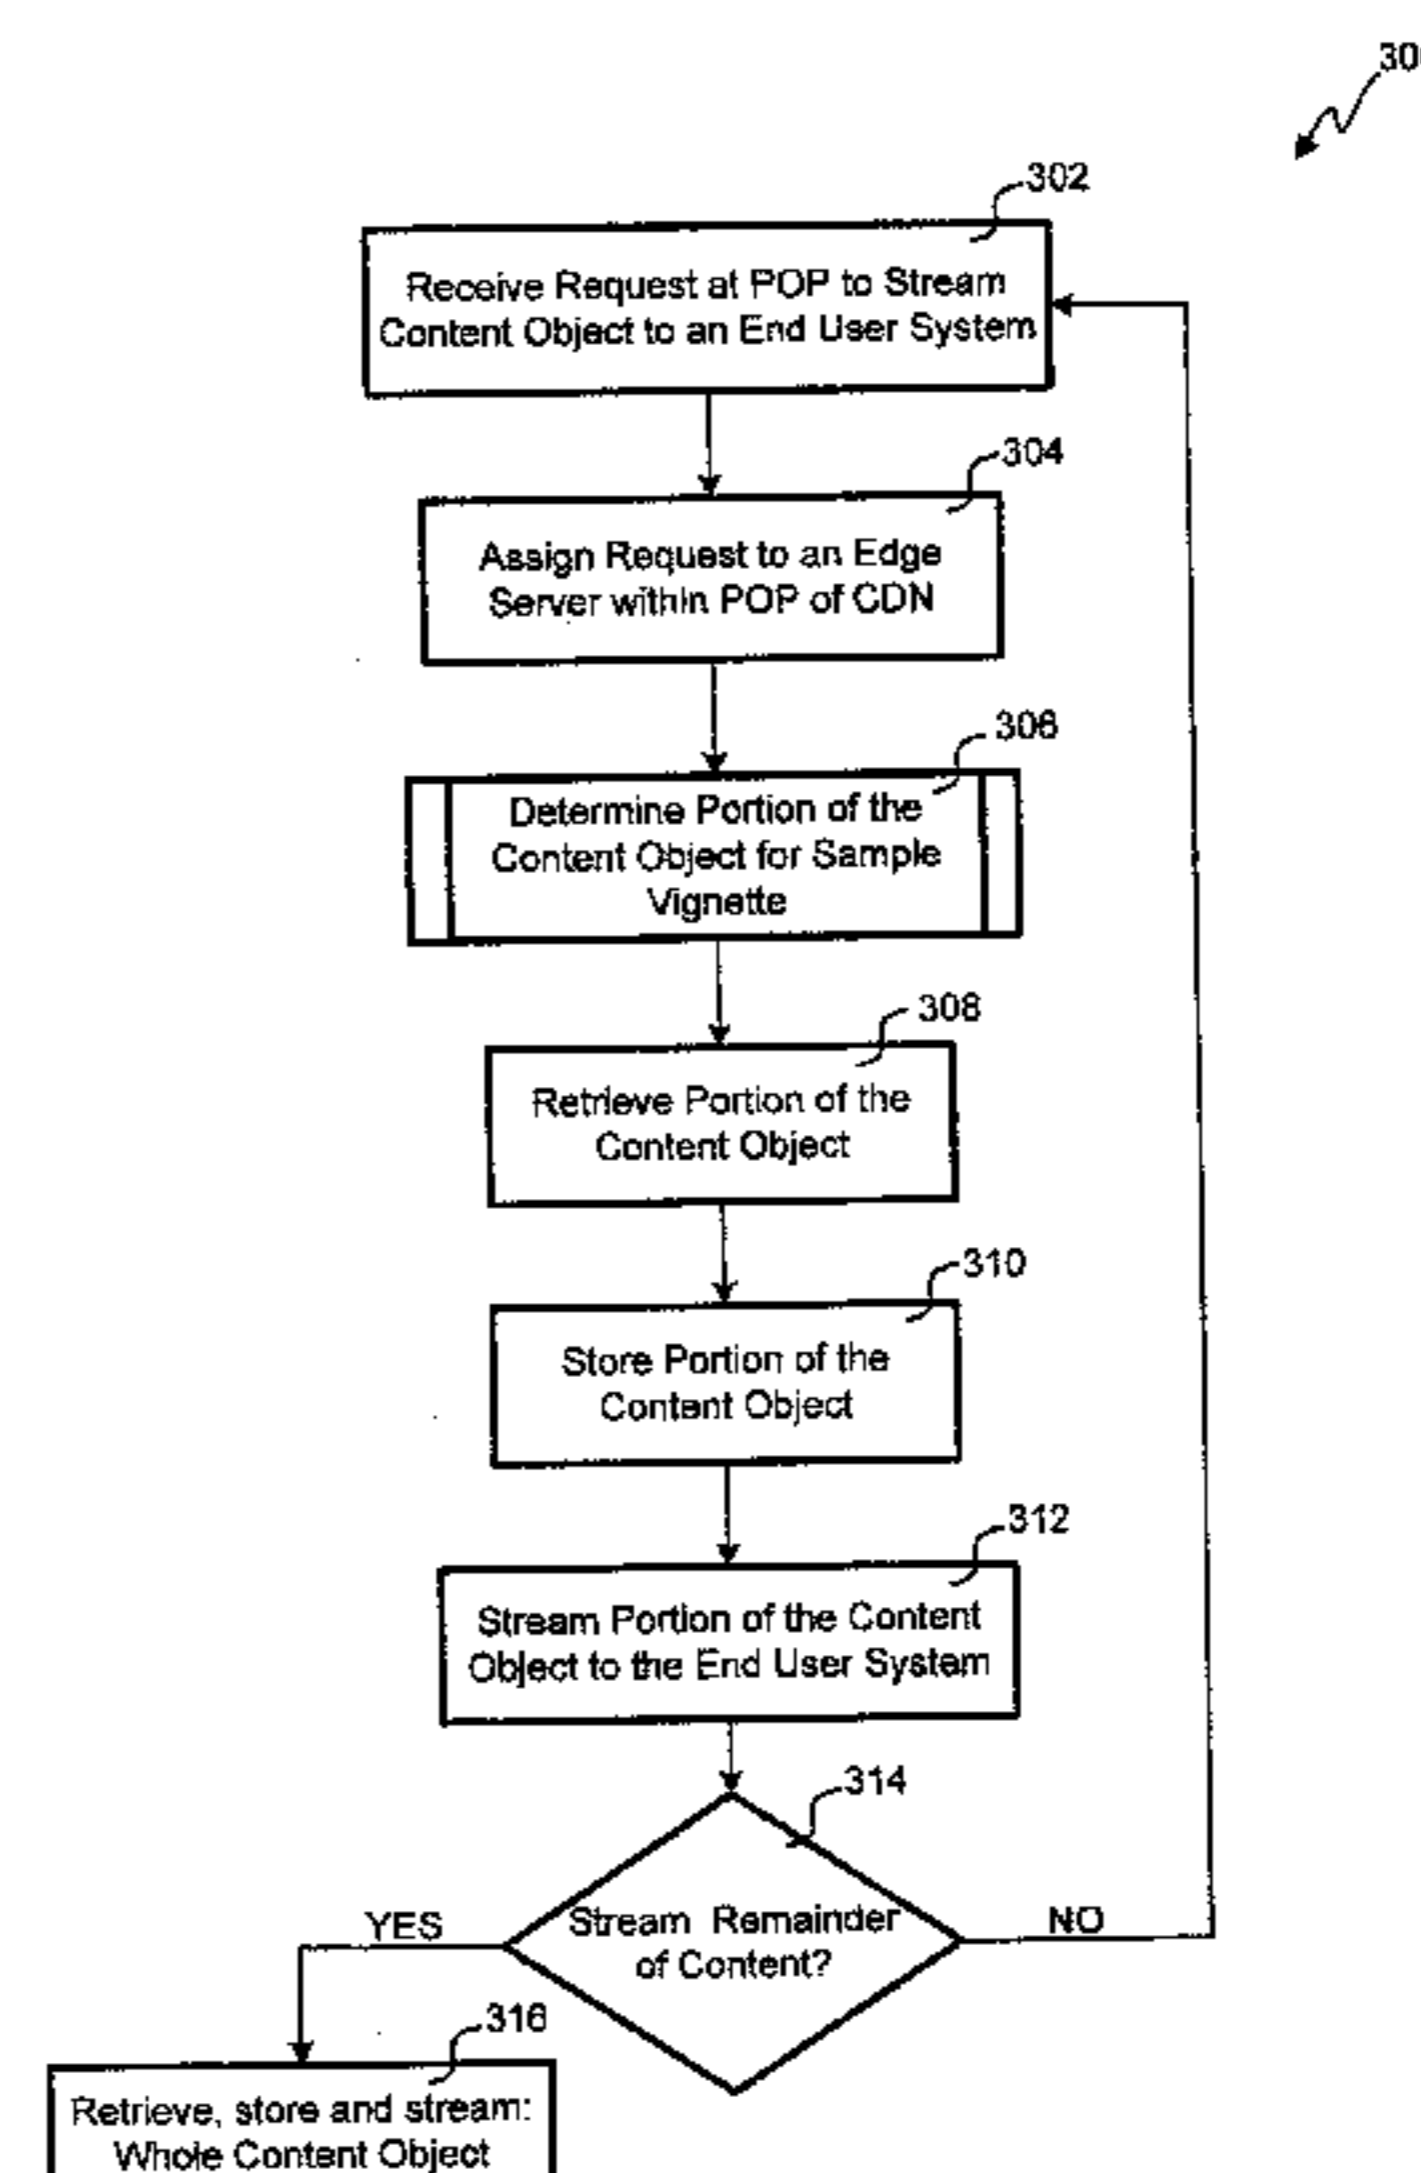 302
Receive Request at POP to Stream
Content Object to an End User System
304
Assign Request to an Edge
Server within POP of CDN
306
Determine Portion of the
Content Object for Sample
Vignette
308
Retrieve Portion of the
Content Object
310
Store Portion of the
Content Object
312
Stream Portion of the Content
Object to the End User System
314
Stream Remainder
of Content?
YES
NO
316
Retrieve, store and stream:
Whole Content Object